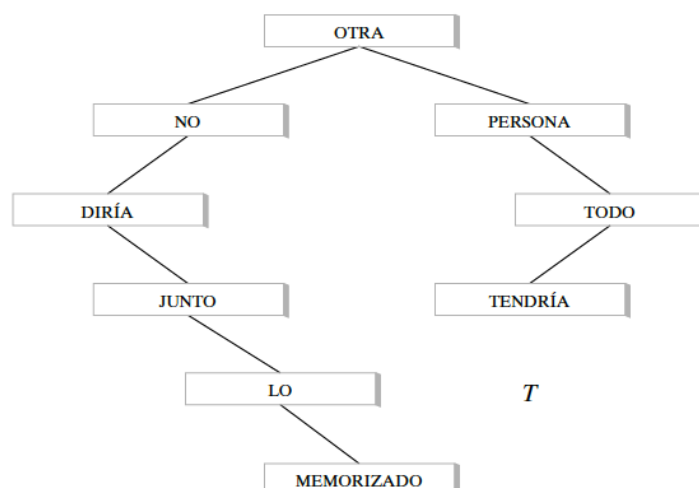 OTRA
NO PERSONA
DIRÍA TODO
JUNTO TENDRÍA
LO T
MEMORIZADO